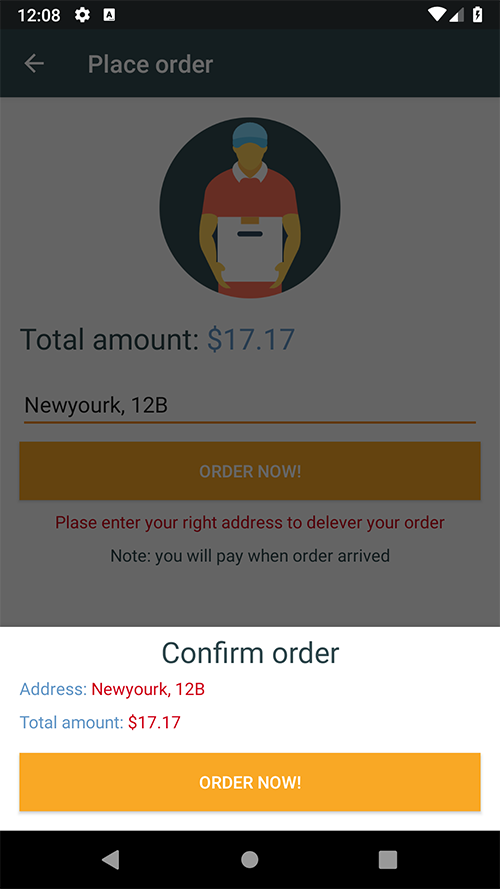 12:08
A
Place order
Total amount: $17.17
Newyourk, 12B
ORDER NOW!
Plase enter your right address to delever your order
Note: you will pay when order arrived
Confirm order
Address: Newyourk, 12B
Total amount: $17.17
ORDER NOW!